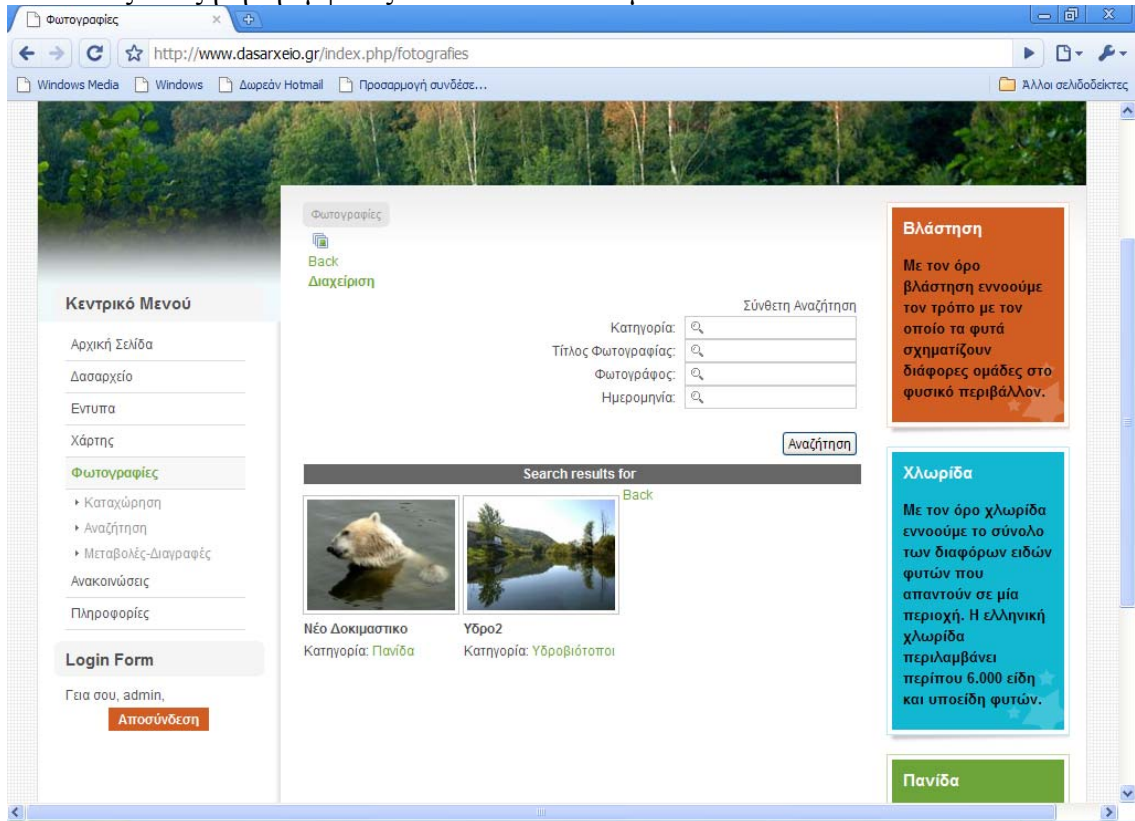 Φωτογραφίες
http://www.dasarxeio.gr/index.php/fotografies
Windows Media
Windows
Δωρεάν Hotmail
Προσαρμογή συνδέσε...
Άλλοι σελιδοδείκτες
Κεντρικό Μενού
Αρχική Σελίδα
Δασαρχείο
Εντυπα
Χάρτης
Φωτογραφίες
Καταχώρηση
Αναζήτηση
Μεταβολές-Διαγραφές
Ανακοινώσεις
Πληροφορίες
Login Form
Γεια σου, admin,
Αποσύνδεση
Φωτογραφίες
Back
Διαχείριση
Σύνθετη Αναζήτηση
Κατηγορία:
Τίτλος Φωτογραφίας:
Φωτογράφος:
Ημερομηνία:
Αναζήτηση
Search results for
Back
Νέο Δοκιμαστικο
Κατηγορία: Πανίδα
Υδρο2
Κατηγορία: Υδροβιότοποι
Βλάστηση
Με τον όρο
βλάστηση εννοούμε
τον τρόπο με τον
οποίο τα φυτά
σχηματίζουν
διάφορες ομάδες στο
φυσικό περιβάλλον.
Χλωρίδα
Με τον όρο χλωρίδα
εννοούμε το σύνολο
των διαφόρων ειδών
φυτών που
απαντούν σε μία
περιοχή. Η ελληνική
χλωρίδα
περιλαμβάνει
περίπου 6.000 είδη
και υποείδη φυτών.
Πανίδα